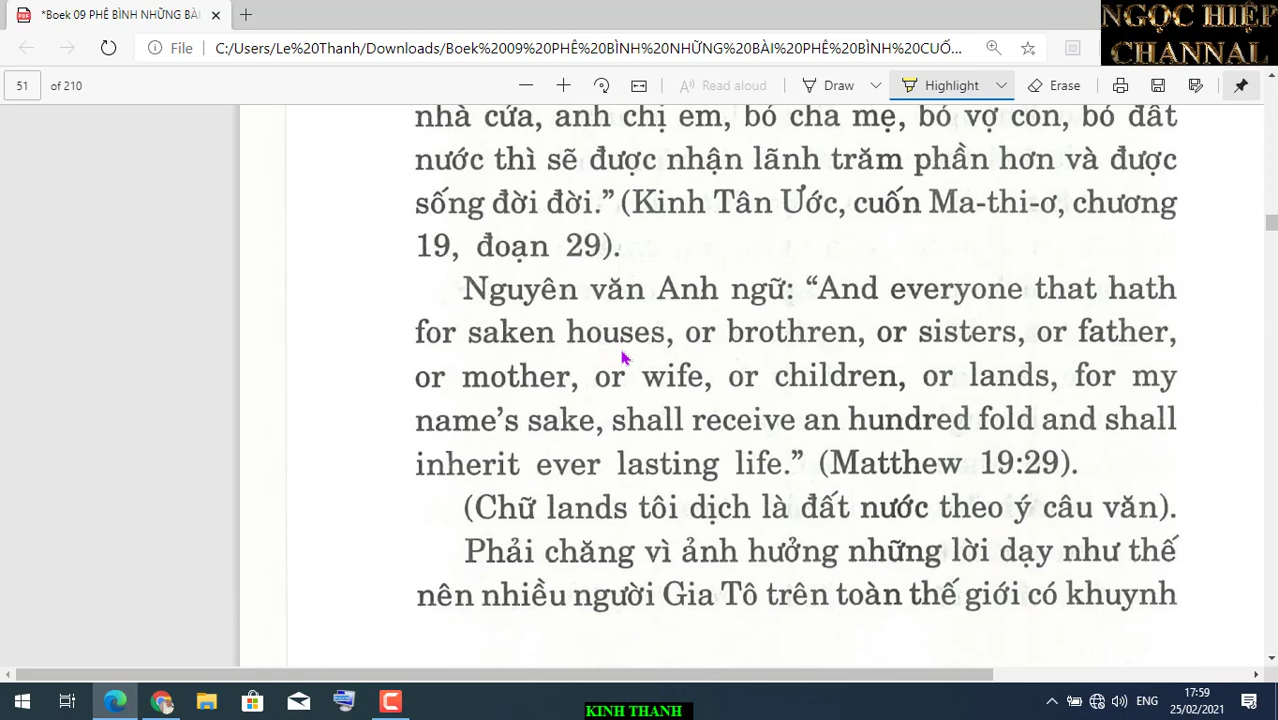 *Boek 09 PHÊ BÌNH NHỮNG BÀI
NGỌC HIỆP
CHANNAL
File
C:/Users/Le%20Thanh/Downloads/Boek%2009%20PHÊ%20BÌNH%20NHỮNG%20BÀI%20PHÊ%20BÌNH%20CUỐ...
51 of 210
Read aloud
Draw
Highlight
Erase
nhà cửa, anh chị em, bỏ cha mẹ, bỏ vợ con, bỏ đất
nước thì sẽ được nhận lãnh trăm phần hơn và được
sống đời đời.” (Kinh Tân Ước, cuốn Ma-thi-ơ, chương
19, đoạn 29).
Nguyên văn Anh ngữ: “And everyone that hath
for saken houses, or brothren, or sisters, or father,
or mother, or wife, or children, or lands, for my
name’s sake, shall receive an hundred fold and shall
inherit ever lasting life.” (Matthew 19:29).
(Chữ lands tôi dịch là đất nước theo ý câu văn).
Phải chăng vì ảnh hưởng những lời dạy như thế
nên nhiều người Gia Tô trên toàn thế giới có khuynh
ENG
17:59
25/02/2021
KINH THANH